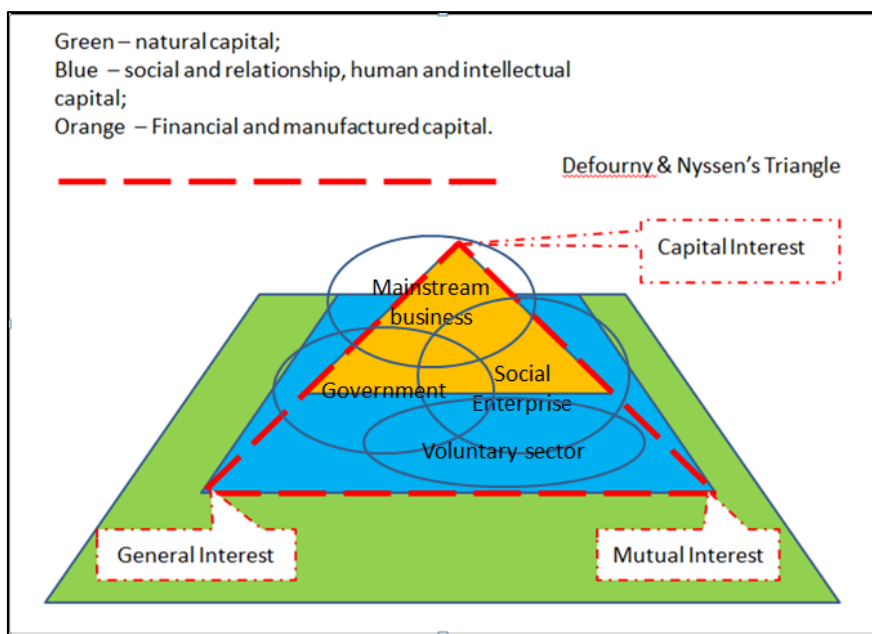 Green – natural capital;
Blue  – social and relationship, human and intellectual
capital;
Orange  – Financial and manufactured capital.
Defourny & Nyssen's Triangle
Capital Interest
Mainstream
business
Social
Government
Enterprise
Voluntary sector
General Interest
Mutual Interest